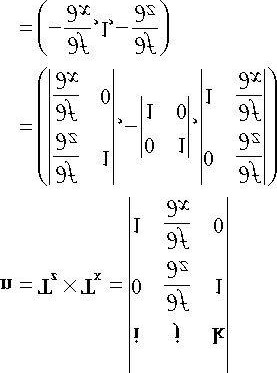 n = T_z × T_x = | i j k ; 0 ∂f/∂z 1 ; 1 ∂f/∂x 0 |
= ( | ∂f/∂z 1 ; ∂f/∂x 0 |, −| 0 1 ; 1 0 |, | 0 ∂f/∂z ; 1 ∂f/∂x | )
= ( −∂f/∂x, 1, −∂f/∂z )